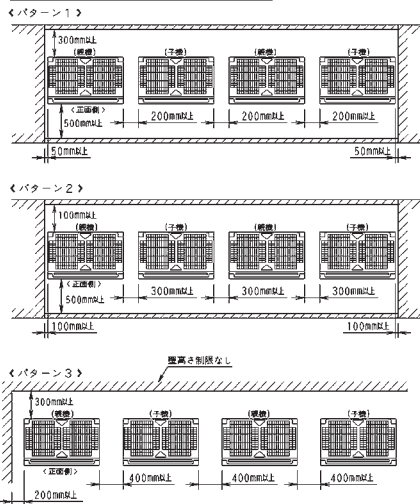 《パターン1》
300mm以上
(親機) (子機) (親機) (子機)
<正面側>
500mm以上
200mm以上 200mm以上 200mm以上
50mm以上 50mm以上
《パターン2》
100mm以上
(親機) (子機) (親機) (子機)
<正面側>
500mm以上
300mm以上 300mm以上 300mm以上
100mm以上 100mm以上
《パターン3》
壁高さ制限なし
300mm以上
(親機) (子機) (親機) (子機)
<正面側>
400mm以上 400mm以上 400mm以上
200mm以上